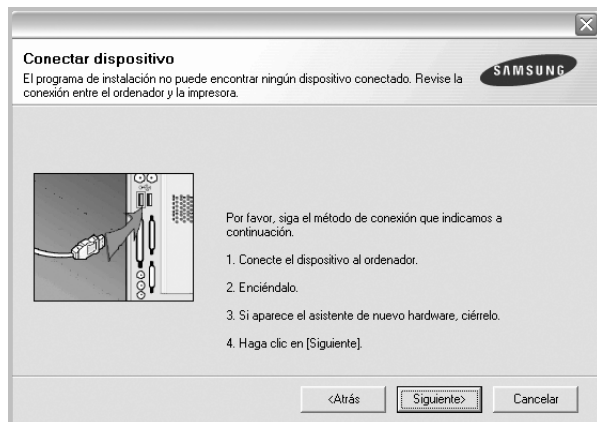 Conectar dispositivo
El programa de instalación no puede encontrar ningún dispositivo conectado. Revise la
conexión entre el ordenador y la impresora.
SAMSUNG
Por favor, siga el método de conexión que indicamos a
continuación.
1. Conecte el dispositivo al ordenador.
2. Enciéndalo.
3. Si aparece el asistente de nuevo hardware, ciérrelo.
4. Haga clic en [Siguiente].
<Atrás
Siguiente>
Cancelar